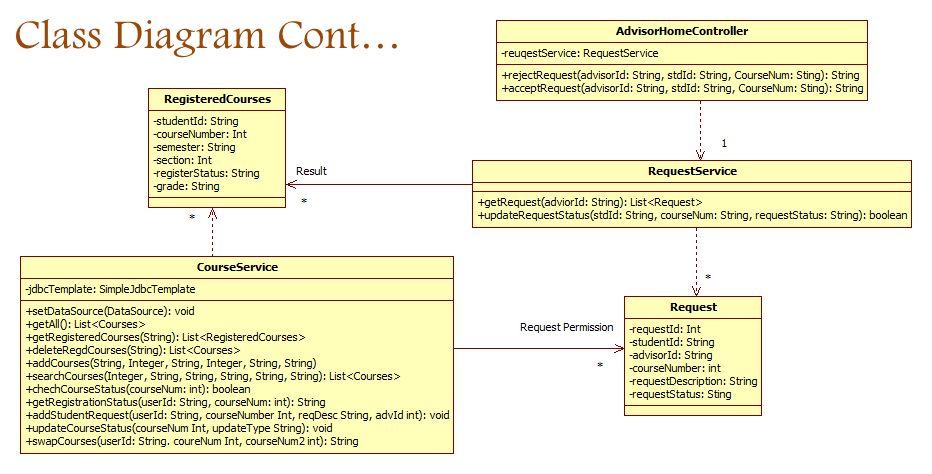 Class Diagram Cont...
AdvisorHomeController
-reuqestService: RequestService
+rejectRequest(advisorId: String, stdId: String, CourseNum: Sting): String
+acceptRequest(advisorId: String, stdId: String, CourseNum: Sting): String
RegisteredCourses
-studentId: String
-courseNumber: Int
-semester: String
-section: Int
-registerStatus: String
-grade: String
1
Result
*
RequestService
+getRequest(adviorId: String): List<Request>
+updateRequestStatus(stdId: String, courseNum: String, requestStatus: String): boolean
*
CourseService
-jdbcTemplate: SimpleJdbcTemplate
+setDataSource(DataSource): void
+getAll(): List<Courses>
+getRegisteredCourses(String): List<RegisteredCourses>
+deleteRegdCourses(String): List<Courses>
+addCourses(String, Integer, String, Integer, String, String)
+searchCourses(Integer, String, String, String, String, String): List<Courses>
+chechCourseStatus(courseNum: int): boolean
+getRegistrationStatus(userId: String, courseNum: int): String
+addStudentRequest(userId: String, courseNumber Int, reqDesc String, advId int): void
+updateCourseStatus(courseNum Int, updateType String): void
+swapCourses(userId: String. coureNum Int, courseNum2 int): String
*
Request Permission
*
Request
-requestId: Int
-studentId: String
-advisorId: String
-courseNumber: int
-requestDescription: String
-requestStatus: Sting